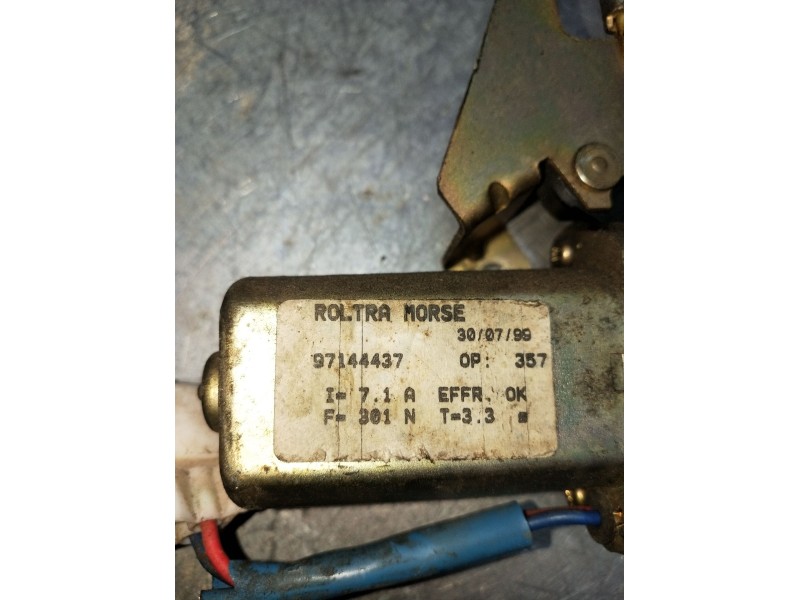 ROLTRA MORSE
30/07/99
97144437 OP: 357
I= 7.1 A EFFR. OK
F= 301 N T=3.3 s